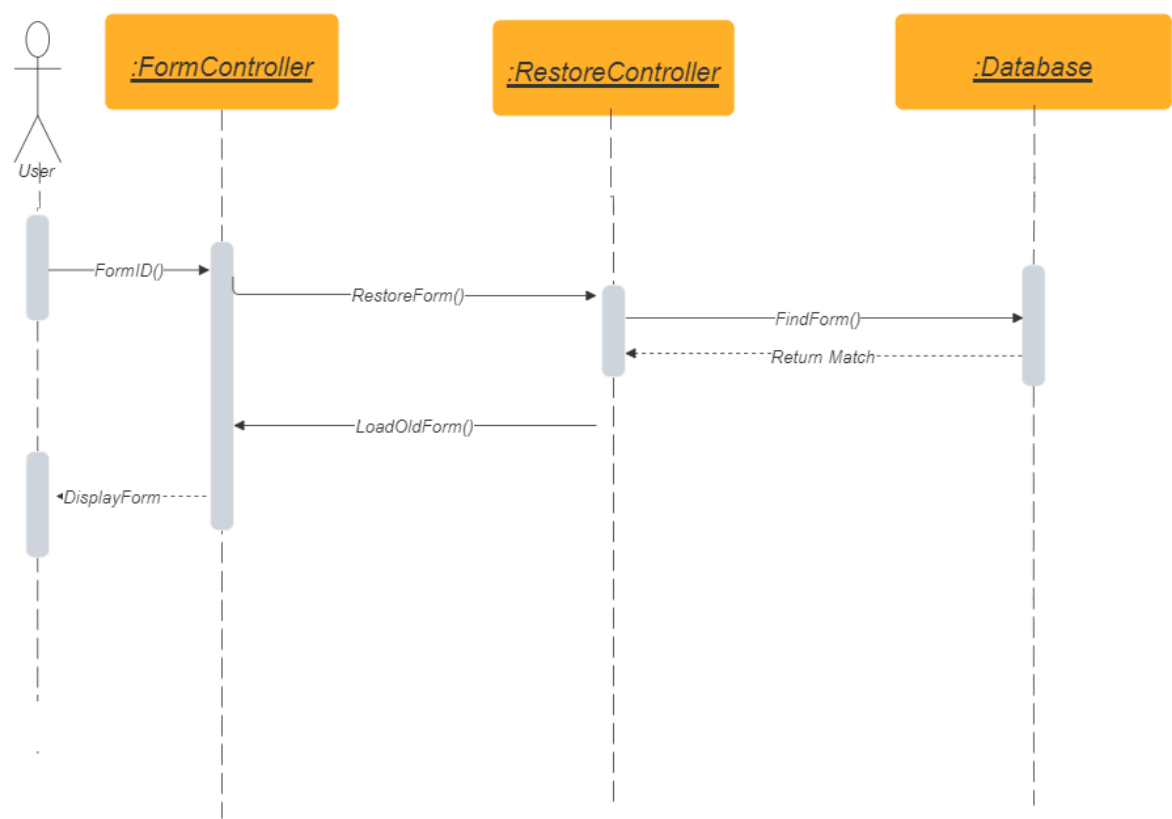 :FormController
:RestoreController
:Database
User
FormID()
RestoreForm()
FindForm()
Return Match
LoadOldForm()
DisplayForm